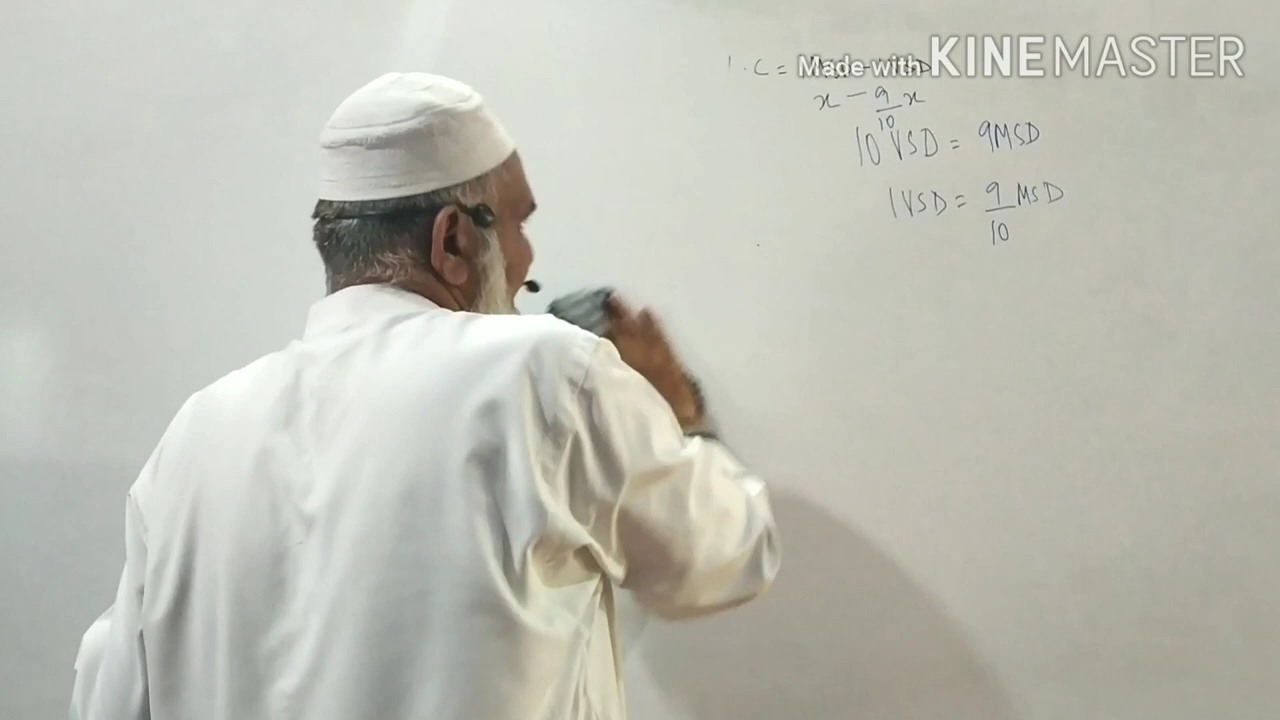 Made with KINEMASTER
. C =
x - 9/10 x
10 VSD = 9MSD
1 VSD = 9/10 MSD